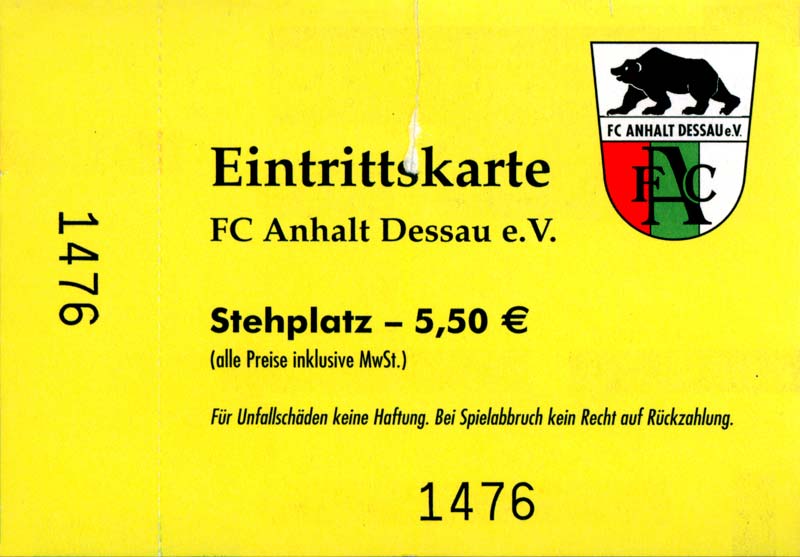 1476
Eintrittskarte
FC Anhalt Dessau e.V.
FC ANHALT DESSAU e.V.
FAC
Stehplatz – 5,50 €
(alle Preise inklusive MwSt.)
Für Unfallschäden keine Haftung. Bei Spielabbruch kein Recht auf Rückzahlung.
1476